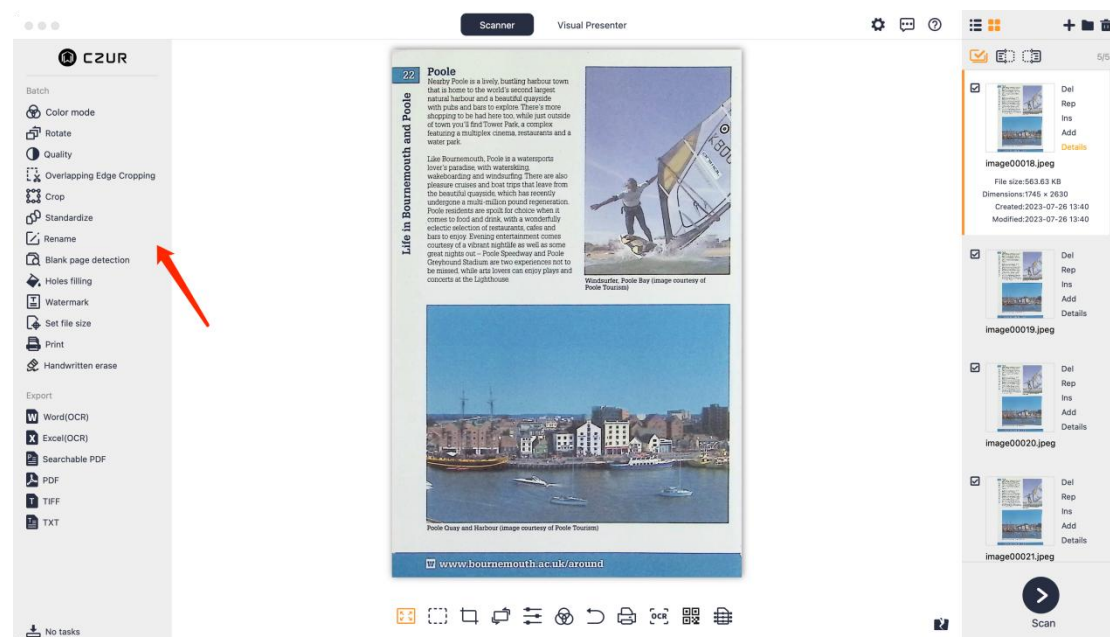 Scanner
Visual Presenter
CZUR
Batch
Color mode
Rotate
Quality
Overlapping Edge Cropping
Crop
Standardize
Rename
Blank page detection
Holes filling
Watermark
Set file size
Print
Handwritten erase
Export
Word(OCR)
Excel(OCR)
Searchable PDF
PDF
TIFF
TXT
No tasks
22
Life in Bournemouth and Poole
Poole
Nearby Poole is a lively, bustling harbour town
that is home to the world's second largest
natural harbour and a beautiful quayside
with pubs and bars to explore. There's more
shopping to be had here too, while just outside
of town you'll find Tower Park, a complex
featuring a multiplex cinema, restaurants and a
water park.
Like Bournemouth, Poole is a watersports
lover's paradise, with waterskiing,
wakeboarding and windsurfing. There are also
pleasure cruises and boat trips that leave from
the beautiful quayside, which has recently
undergone a multi-million pound regeneration.
Poole residents are spoilt for choice when it
comes to food and drink, with a wonderfully
eclectic selection of restaurants, cafes and
bars to enjoy. Evening entertainment comes
courtesy of a vibrant nightlife as well as some
great nights out – Poole Speedway and Poole
Greyhound Stadium are two experiences not to
be missed, while arts lovers can enjoy plays and
concerts at the Lighthouse.
Windsurfer, Poole Bay (image courtesy of
Poole Tourism)
Poole Quay and Harbour (image courtesy of Poole Tourism)
www.bournemouth.ac.uk/around
OCR
5/5
Del
Rep
Ins
Add
Details
image00018.jpeg
File size:563.63 KB
Dimensions:1745 × 2630
Created:2023-07-26 13:40
Modified:2023-07-26 13:40
Del
Rep
Ins
Add
Details
image00019.jpeg
Del
Rep
Ins
Add
Details
image00020.jpeg
Del
Rep
Ins
Add
Details
image00021.jpeg
Scan